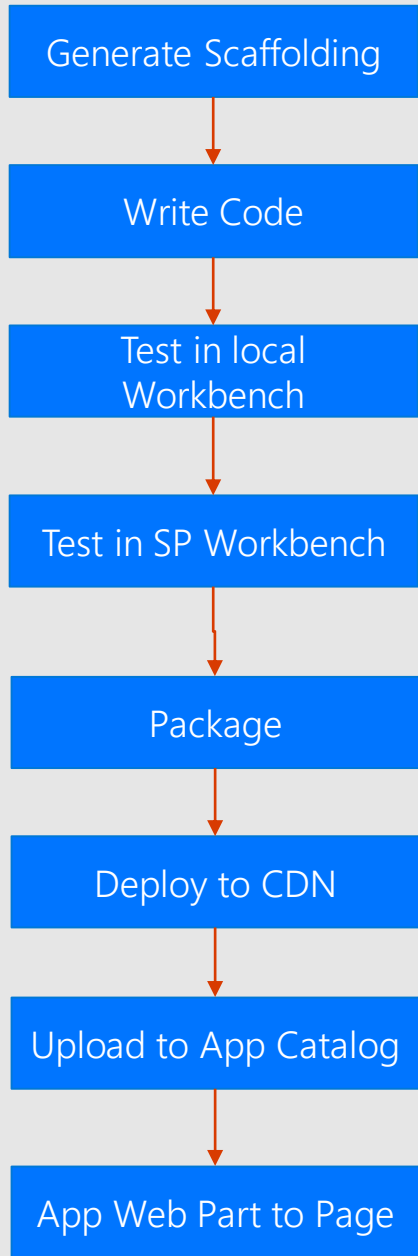 Generate Scaffolding
Write Code
Test in local
Workbench
Test in SP Workbench
Package
Deploy to CDN
Upload to App Catalog
App Web Part to Page